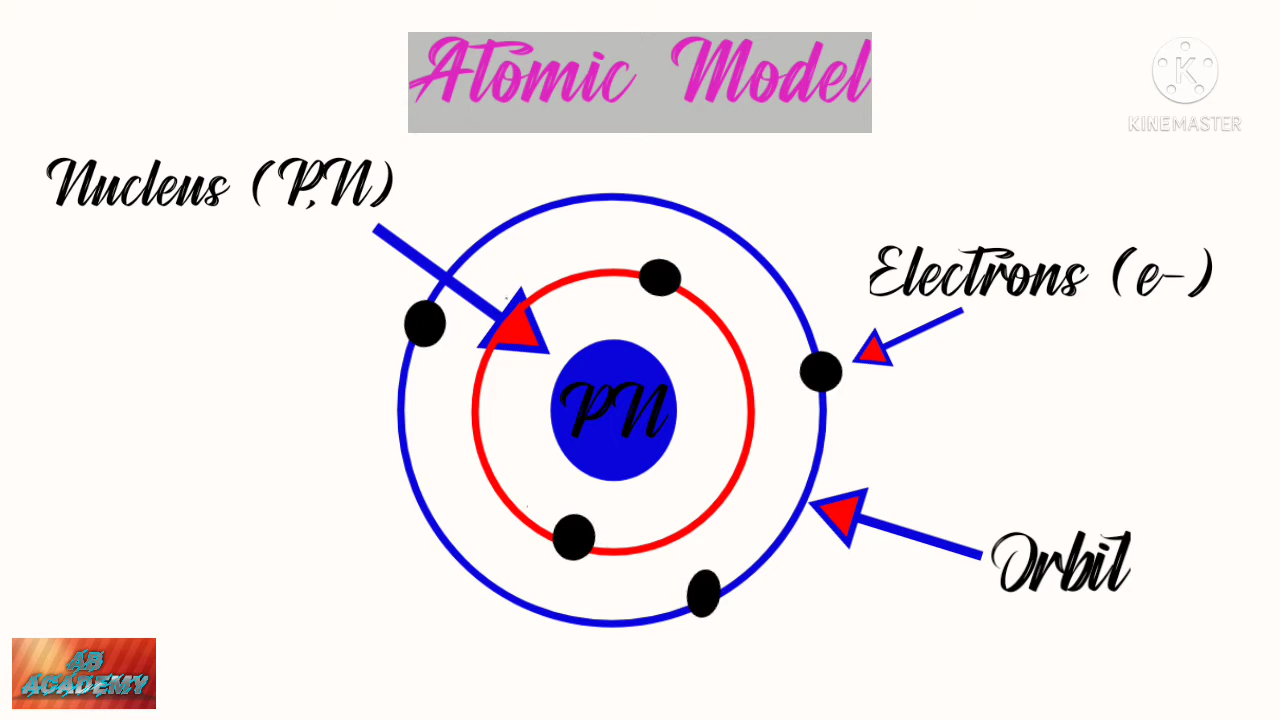 Atomic Model
KINEMASTER
Nucleus (P,N)
Electrons (e-)
PN
Orbit
AB
ACADEMY